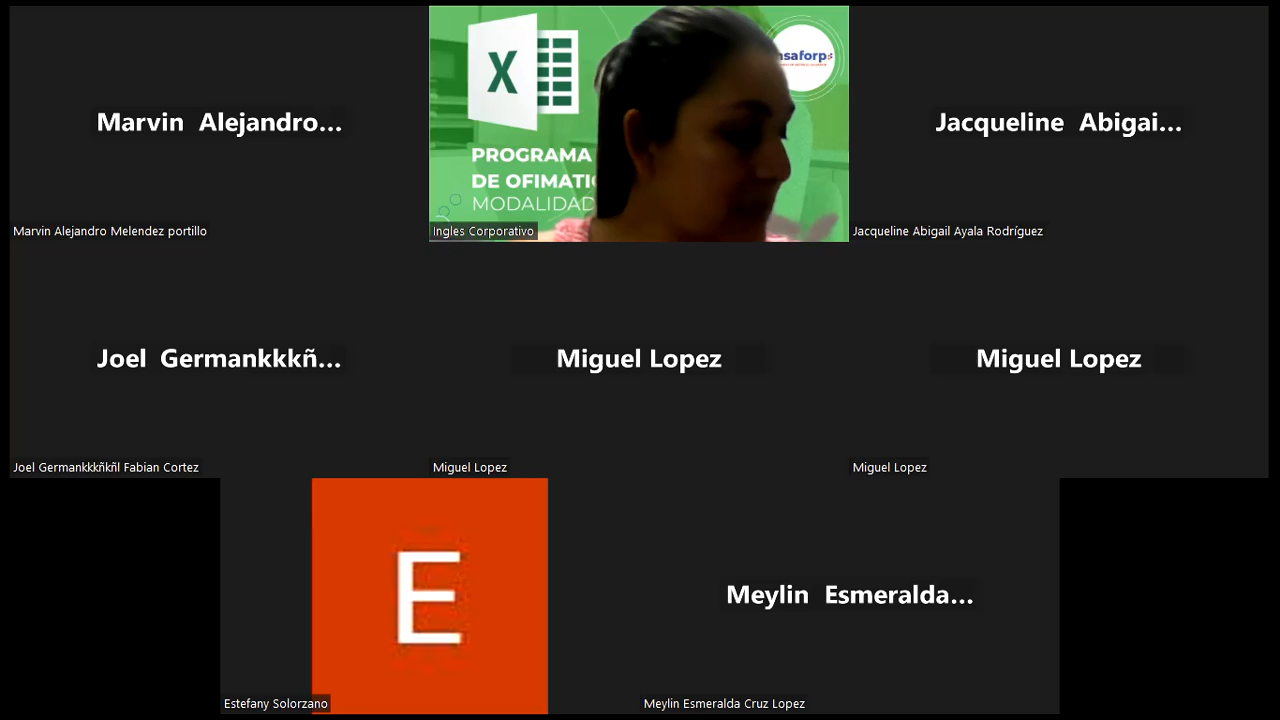 Marvin Alejandro...
Marvin Alejandro Melendez portillo
X
PROGRAMA
DE OFIMATI
MODALIDAD
nsaforp
Ingles Corporativo
Jacqueline Abigai...
Jacqueline Abigail Ayala Rodríguez
Joel Germankkkñ...
Joel Germankkkñkñl Fabian Cortez
Miguel Lopez
Miguel Lopez
Miguel Lopez
Miguel Lopez
E
Estefany Solorzano
Meylin Esmeralda...
Meylin Esmeralda Cruz Lopez